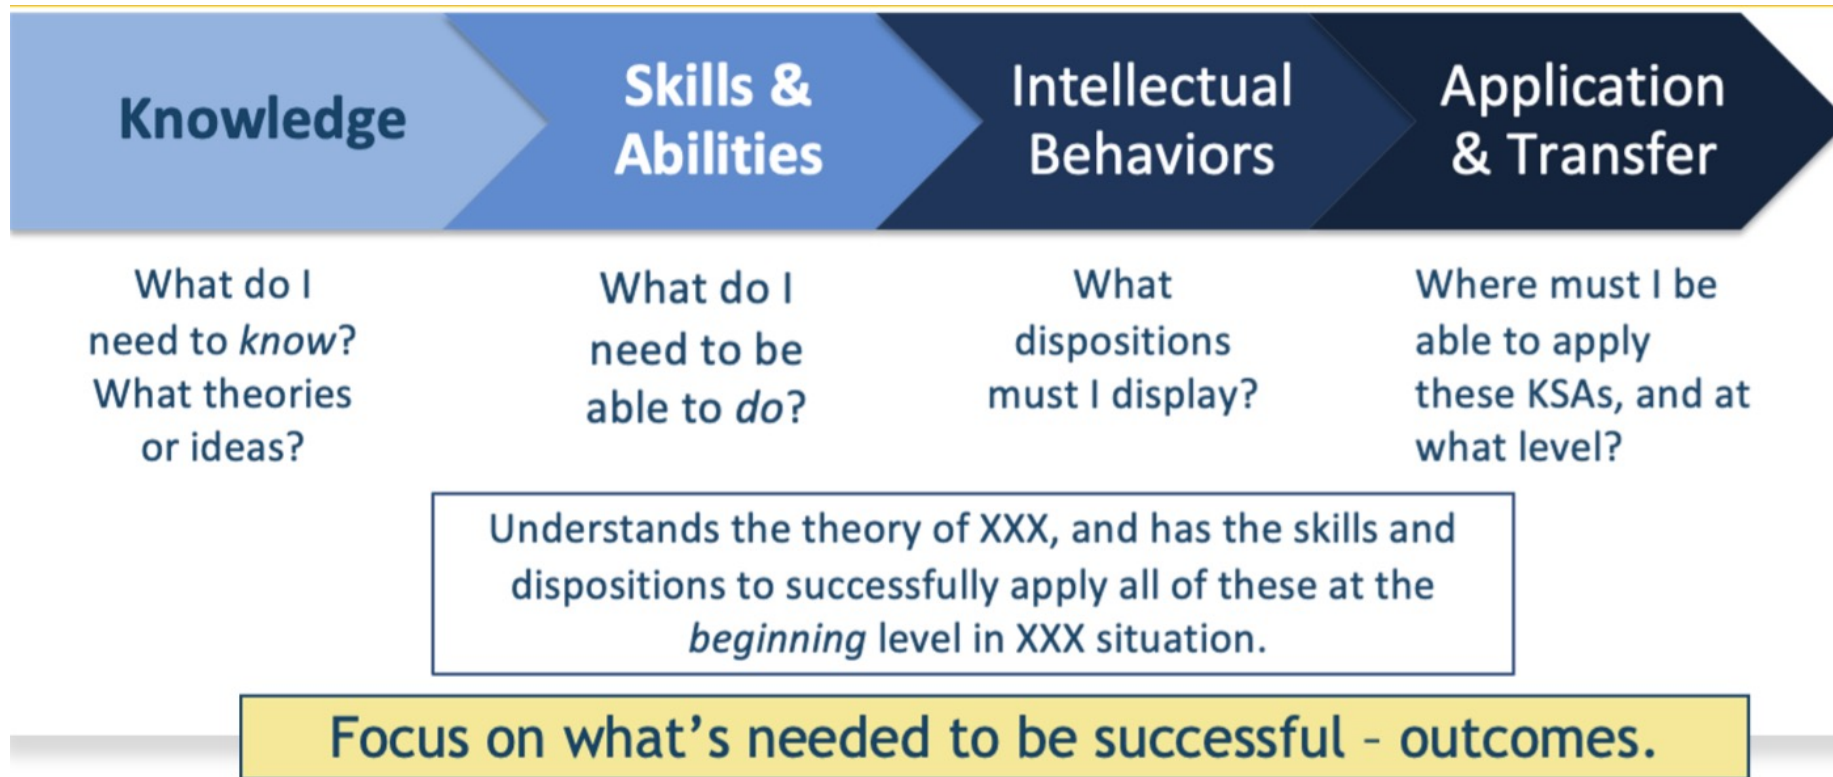 Knowledge
Skills &
Abilities
Intellectual
Behaviors
Application
& Transfer
What do I
need to know?
What theories
or ideas?
What do I
need to be
able to do?
What
dispositions
must I display?
Where must I be
able to apply
these KSAs, and at
what level?
Understands the theory of XXX, and has the skills and
dispositions to successfully apply all of these at the
beginning level in XXX situation.
Focus on what’s needed to be successful – outcomes.